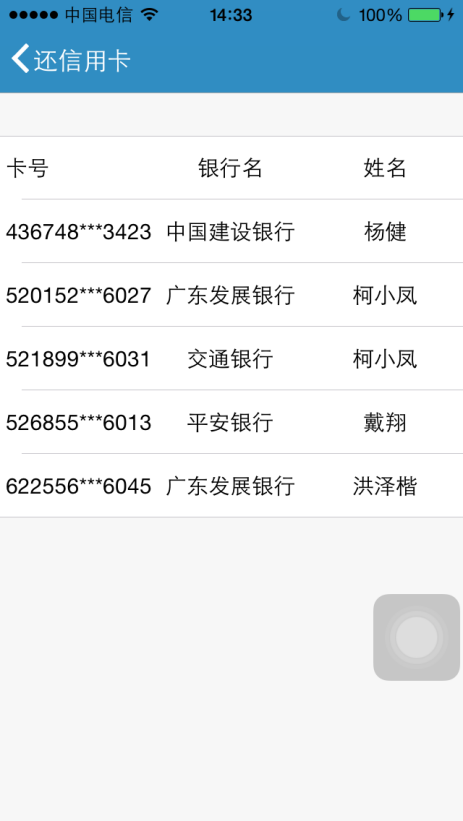 中国电信 14:33 100%
还信用卡
卡号 银行名 姓名
436748***3423 中国建设银行 杨健
520152***6027 广东发展银行 柯小凤
521899***6031 交通银行 柯小凤
526855***6013 平安银行 戴翔
622556***6045 广东发展银行 洪泽楷